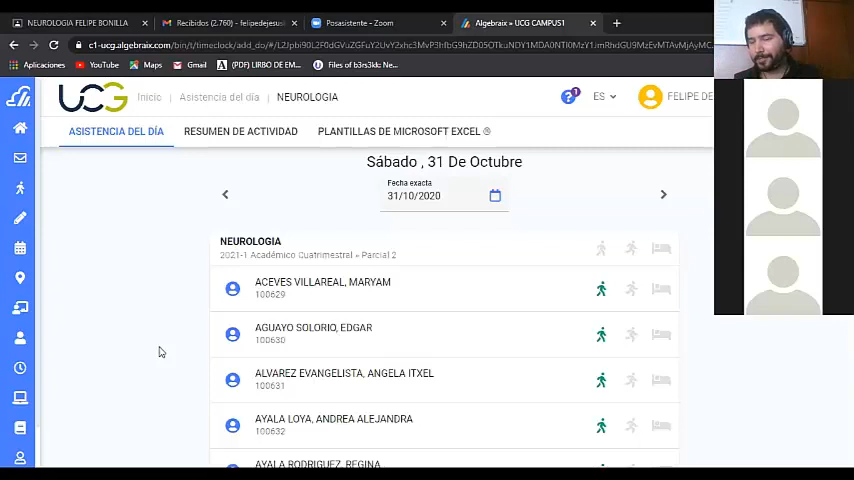 NEUROLOGIA FELIPE BONILLA
Recibidos (2,760) - felipedejesus
Posasistente - Zoom
Algebraix » UCG CAMPUS1
Aplicaciones
YouTube
Maps
Gmail
(PDF) LIRBO DE EM...
Files of b3rs3kk: Ne...
UCG
Inicio
Asistencia del día
NEUROLOGIA
1
ES
FELIPE DE
ASISTENCIA DEL DÍA
RESUMEN DE ACTIVIDAD
PLANTILLAS DE MICROSOFT EXCEL ®
Sábado , 31 De Octubre
Fecha exacta
31/10/2020
NEUROLOGIA
2021-1 Académico Cuatrimestral » Parcial 2
ACEVES VILLAREAL, MARYAM
100629
AGUAYO SOLORIO, EDGAR
100630
ALVAREZ EVANGELISTA, ANGELA ITXEL
100631
AYALA LOYA, ANDREA ALEJANDRA
100632
AYALA RODRIGUEZ, REGINA